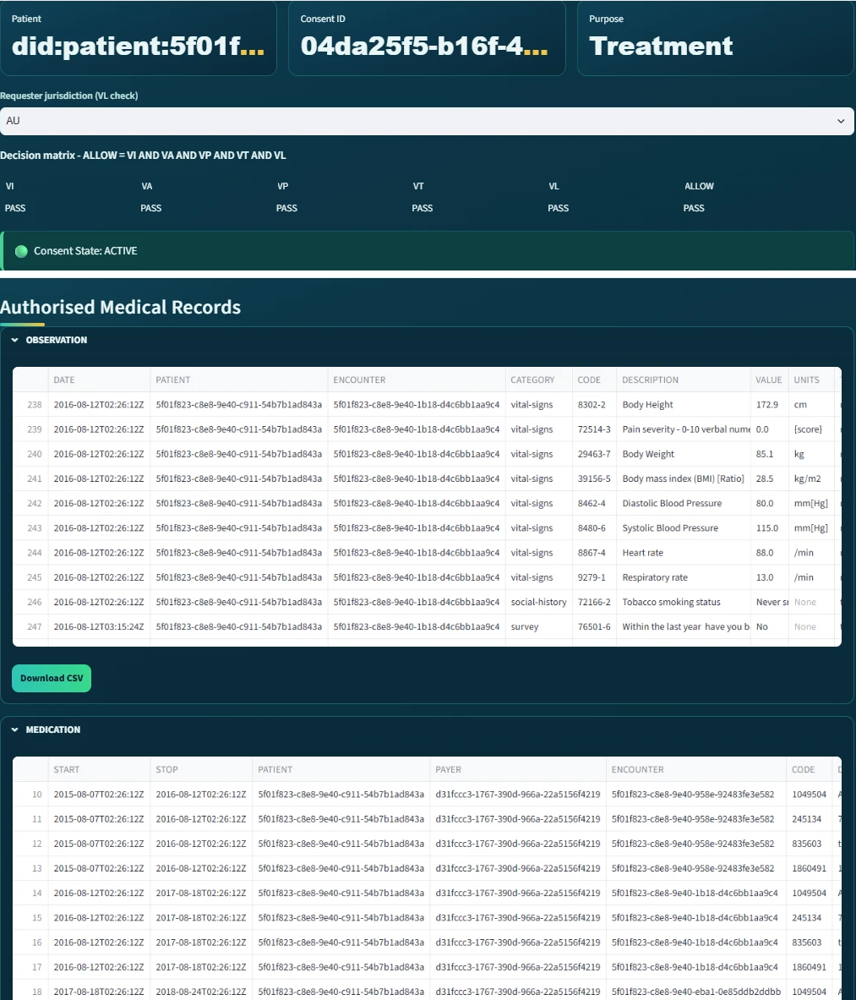 Patient Consent ID Purpose
did:patient:5f01f... 04da25f5-b16f-4... Treatment
Requester jurisdiction (VL check)
AU
Decision matrix - ALLOW = VI AND VA AND VP AND VT AND VL
VI VA VP VT VL ALLOW
PASS PASS PASS PASS PASS PASS
Consent State: ACTIVE
Authorised Medical Records
OBSERVATION
DATE PATIENT ENCOUNTER CATEGORY CODE DESCRIPTION VALUE UNITS
238 2016-08-12T02:26:12Z 5f01f823-c8e8-9e40-c911-54b7b1ad843a 5f01f823-c8e8-9e40-1b18-d4c6bb1aa9c4 vital-signs 8302-2 Body Height 172.9 cm
239 2016-08-12T02:26:12Z 5f01f823-c8e8-9e40-c911-54b7b1ad843a 5f01f823-c8e8-9e40-1b18-d4c6bb1aa9c4 vital-signs 72514-3 Pain severity - 0-10 verbal nume 0.0 {score}
240 2016-08-12T02:26:12Z 5f01f823-c8e8-9e40-c911-54b7b1ad843a 5f01f823-c8e8-9e40-1b18-d4c6bb1aa9c4 vital-signs 29463-7 Body Weight 85.1 kg
241 2016-08-12T02:26:12Z 5f01f823-c8e8-9e40-c911-54b7b1ad843a 5f01f823-c8e8-9e40-1b18-d4c6bb1aa9c4 vital-signs 39156-5 Body mass index (BMI) [Ratio] 28.5 kg/m2
242 2016-08-12T02:26:12Z 5f01f823-c8e8-9e40-c911-54b7b1ad843a 5f01f823-c8e8-9e40-1b18-d4c6bb1aa9c4 vital-signs 8462-4 Diastolic Blood Pressure 80.0 mm[Hg]
243 2016-08-12T02:26:12Z 5f01f823-c8e8-9e40-c911-54b7b1ad843a 5f01f823-c8e8-9e40-1b18-d4c6bb1aa9c4 vital-signs 8480-6 Systolic Blood Pressure 115.0 mm[Hg]
244 2016-08-12T02:26:12Z 5f01f823-c8e8-9e40-c911-54b7b1ad843a 5f01f823-c8e8-9e40-1b18-d4c6bb1aa9c4 vital-signs 8867-4 Heart rate 88.0 /min
245 2016-08-12T02:26:12Z 5f01f823-c8e8-9e40-c911-54b7b1ad843a 5f01f823-c8e8-9e40-1b18-d4c6bb1aa9c4 vital-signs 9279-1 Respiratory rate 13.0 /min
246 2016-08-12T02:26:12Z 5f01f823-c8e8-9e40-c911-54b7b1ad843a 5f01f823-c8e8-9e40-1b18-d4c6bb1aa9c4 social-history 72166-2 Tobacco smoking status Never None
247 2016-08-12T03:15:24Z 5f01f823-c8e8-9e40-c911-54b7b1ad843a 5f01f823-c8e8-9e40-1b18-d4c6bb1aa9c4 survey 76501-6 Within the last year have you b No None
Download CSV
MEDICATION
START STOP PATIENT PAYER ENCOUNTER CODE
10 2015-08-07T02:26:12Z 2016-08-12T02:26:12Z 5f01f823-c8e8-9e40-c911-54b7b1ad843a d31fccc3-1767-390d-966a-22a5156f4219 5f01f823-c8e8-9e40-958e-92483fe3e582 1049504
11 2015-08-07T02:26:12Z 2016-08-12T02:26:12Z 5f01f823-c8e8-9e40-c911-54b7b1ad843a d31fccc3-1767-390d-966a-22a5156f4219 5f01f823-c8e8-9e40-958e-92483fe3e582 245134
12 2015-08-07T02:26:12Z 2016-08-12T02:26:12Z 5f01f823-c8e8-9e40-c911-54b7b1ad843a d31fccc3-1767-390d-966a-22a5156f4219 5f01f823-c8e8-9e40-958e-92483fe3e582 835603
13 2015-08-07T02:26:12Z 2016-08-12T02:26:12Z 5f01f823-c8e8-9e40-c911-54b7b1ad843a d31fccc3-1767-390d-966a-22a5156f4219 5f01f823-c8e8-9e40-958e-92483fe3e582 1860491
14 2016-08-12T02:26:12Z 2017-08-18T02:26:12Z 5f01f823-c8e8-9e40-c911-54b7b1ad843a d31fccc3-1767-390d-966a-22a5156f4219 5f01f823-c8e8-9e40-1b18-d4c6bb1aa9c4 1049504
15 2016-08-12T02:26:12Z 2017-08-18T02:26:12Z 5f01f823-c8e8-9e40-c911-54b7b1ad843a d31fccc3-1767-390d-966a-22a5156f4219 5f01f823-c8e8-9e40-1b18-d4c6bb1aa9c4 245134
16 2016-08-12T02:26:12Z 2017-08-18T02:26:12Z 5f01f823-c8e8-9e40-c911-54b7b1ad843a d31fccc3-1767-390d-966a-22a5156f4219 5f01f823-c8e8-9e40-1b18-d4c6bb1aa9c4 835603
17 2016-08-12T02:26:12Z 2017-08-18T02:26:12Z 5f01f823-c8e8-9e40-c911-54b7b1ad843a d31fccc3-1767-390d-966a-22a5156f4219 5f01f823-c8e8-9e40-1b18-d4c6bb1aa9c4 1860491
18 2017-08-18T02:26:12Z 2018-08-24T02:26:12Z 5f01f823-c8e8-9e40-c911-54b7b1ad843a d31fccc3-1767-390d-966a-22a5156f4219 5f01f823-c8e8-9e40-eba1-0e85ddb2ddbb 1049504